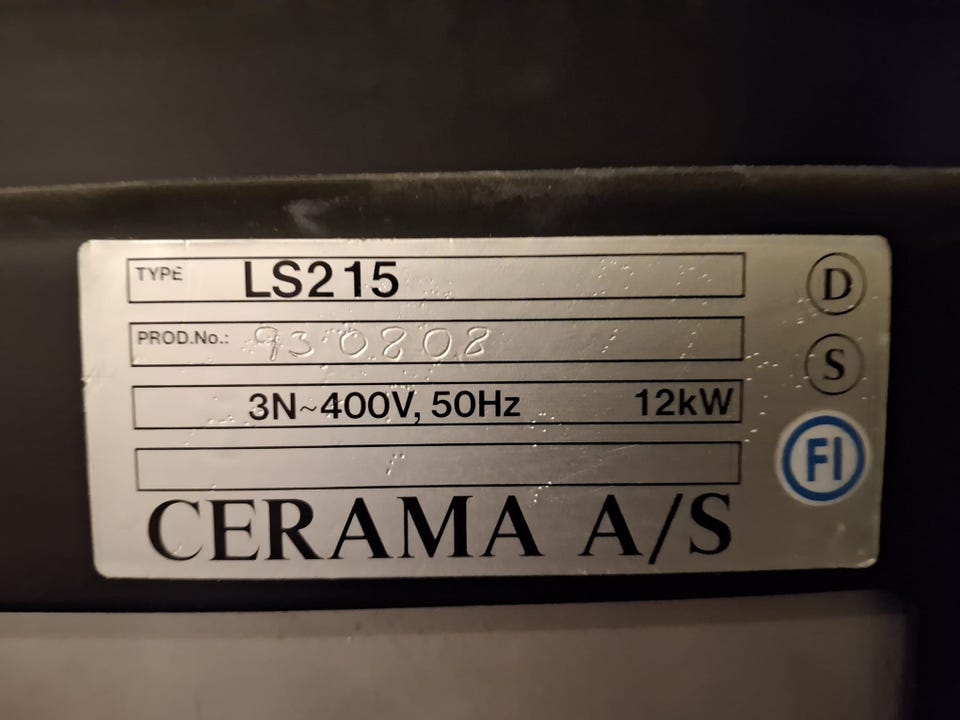 TYPE LS215
PROD.No.: 930808
3N~400V, 50Hz 12kW
CERAMA A/S
D
S
FI